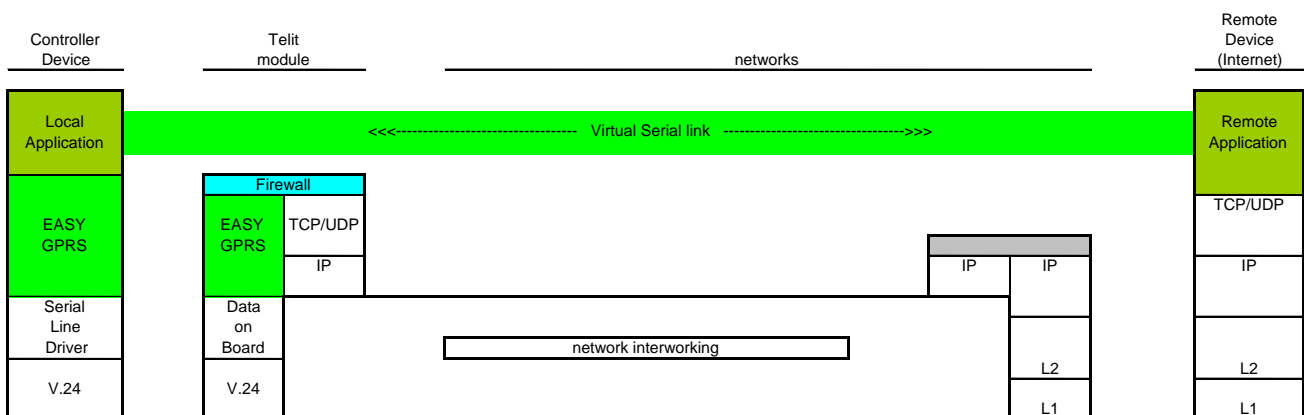 Controller
Device
Telit
module
networks
Remote
Device
(Internet)
Local
Application
<<<---------------------------------- Virtual Serial link ---------------------------------->>>
Remote
Application
Firewall
EASY
GPRS
EASY
GPRS
TCP/UDP
TCP/UDP
IP
IP
IP
IP
Serial
Line
Driver
Data
on
Board
network interworking
L2
L2
V.24
V.24
L1
L1